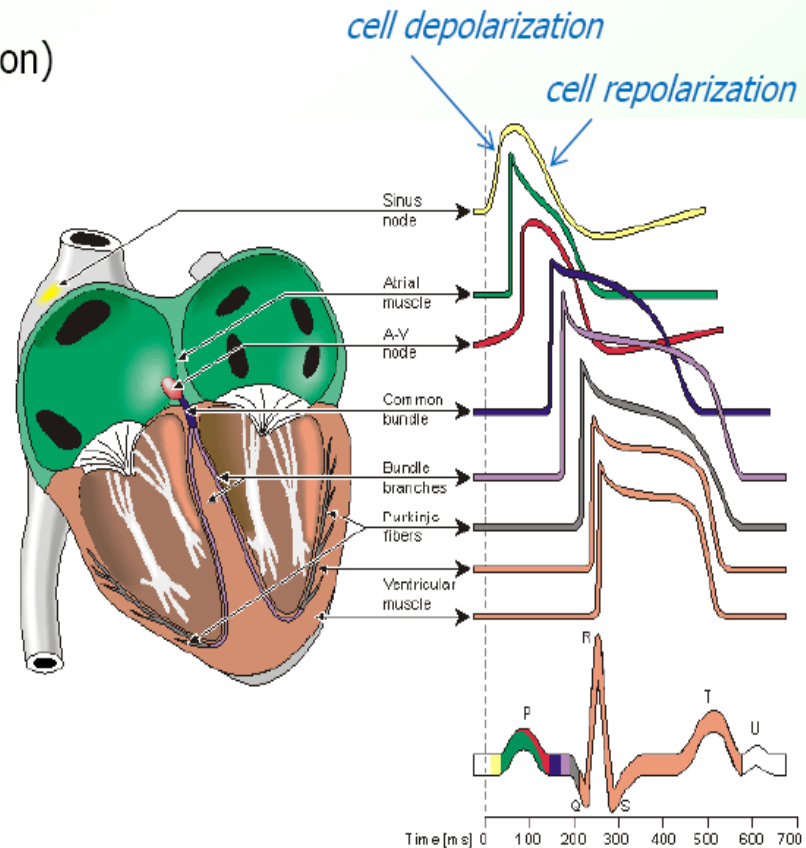 on)
cell depolarization
cell repolarization
Sinus
node
Atrial
muscle
A-V
node
Common
bundle
Bundle
branches
Purkinje
fibers
Ventricular
muscle
R
P
T
U
Q
S
Time [ms] 0 100 200 300 400 500 600 700